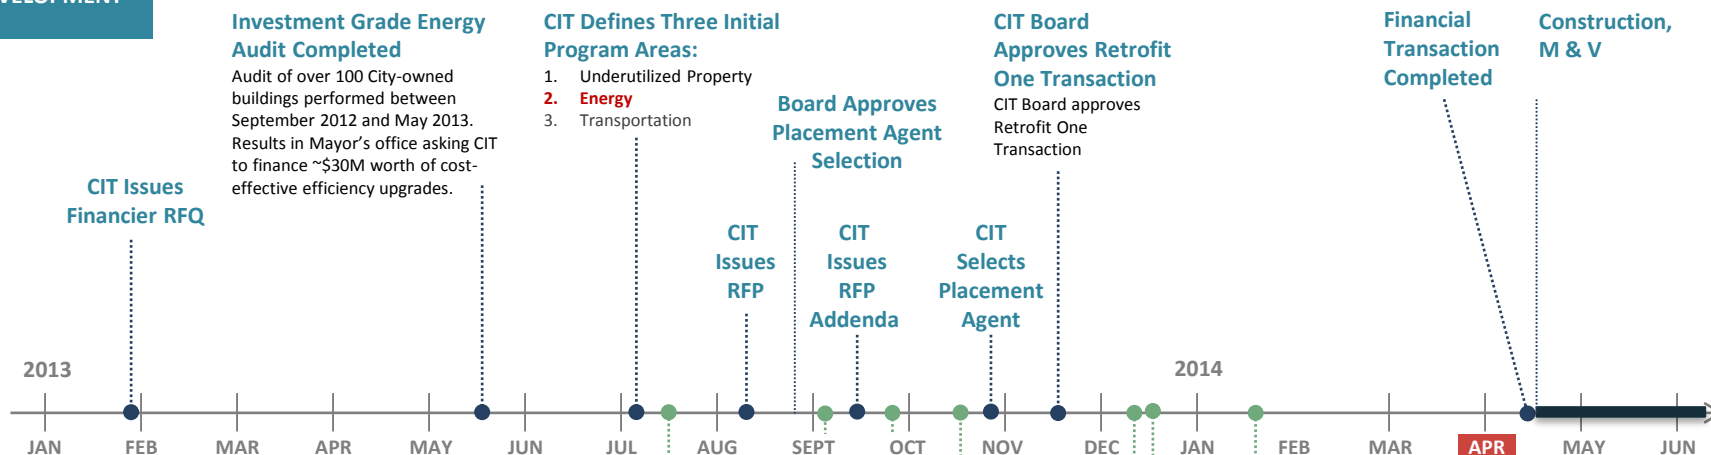 Investment Grade Energy
Audit Completed
Audit of over 100 City-owned
buildings performed between
September 2012 and May 2013.
Results in Mayor's office asking CIT
to finance ~$30M worth of cost-
effective efficiency upgrades.
CIT Defines Three Initial
Program Areas:
1. Underutilized Property
2. Energy
3. Transportation
CIT Board
Approves Retrofit
One Transaction
CIT Board approves
Retrofit One
Transaction
Financial
Transaction
Completed
Construction,
M & V
Board Approves
Placement Agent
Selection
CIT Issues
Financier RFQ
CIT
Issues
RFP
CIT
Issues
RFP
Addenda
CIT
Selects
Placement
Agent
2013
2014
JAN FEB MAR APR MAY JUN JUL AUG SEPT OCT NOV DEC JAN FEB MAR APR MAY JUN